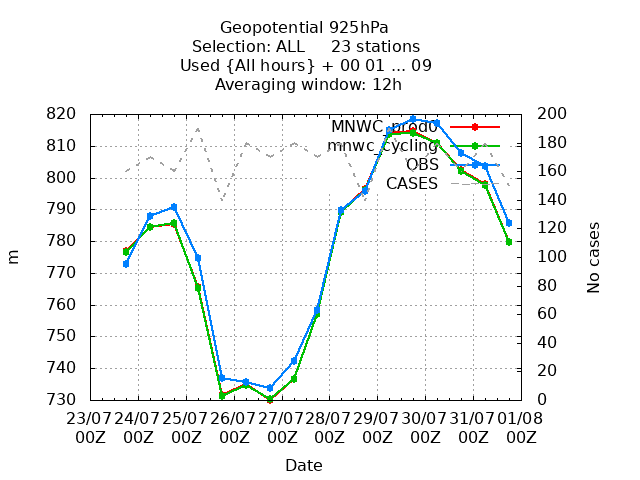 Geopotential 925hPa
Selection: ALL     23 stations
Used {All hours} + 00 01 ... 09
Averaging window: 12h
820
810
800
790
780
770
760
750
740
730
m
200
180
160
140
120
100
80
60
40
20
0
No cases
MNWC_prod0
mnwc_cycling
OBS
CASES
23/07 24/07 25/07 26/07 27/07 28/07 29/07 30/07 31/07 01/08
00Z 00Z 00Z 00Z 00Z 00Z 00Z 00Z 00Z 00Z
Date